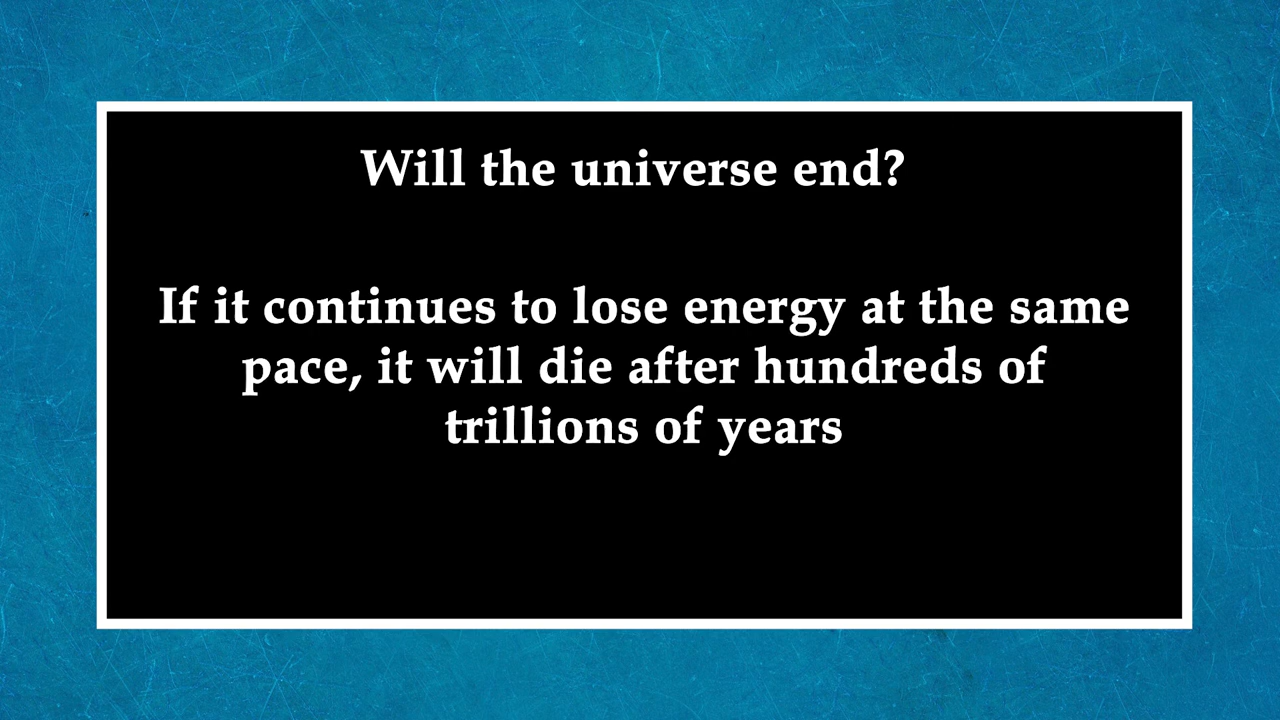 Will the universe end?
If it continues to lose energy at the same
pace, it will die after hundreds of
trillions of years